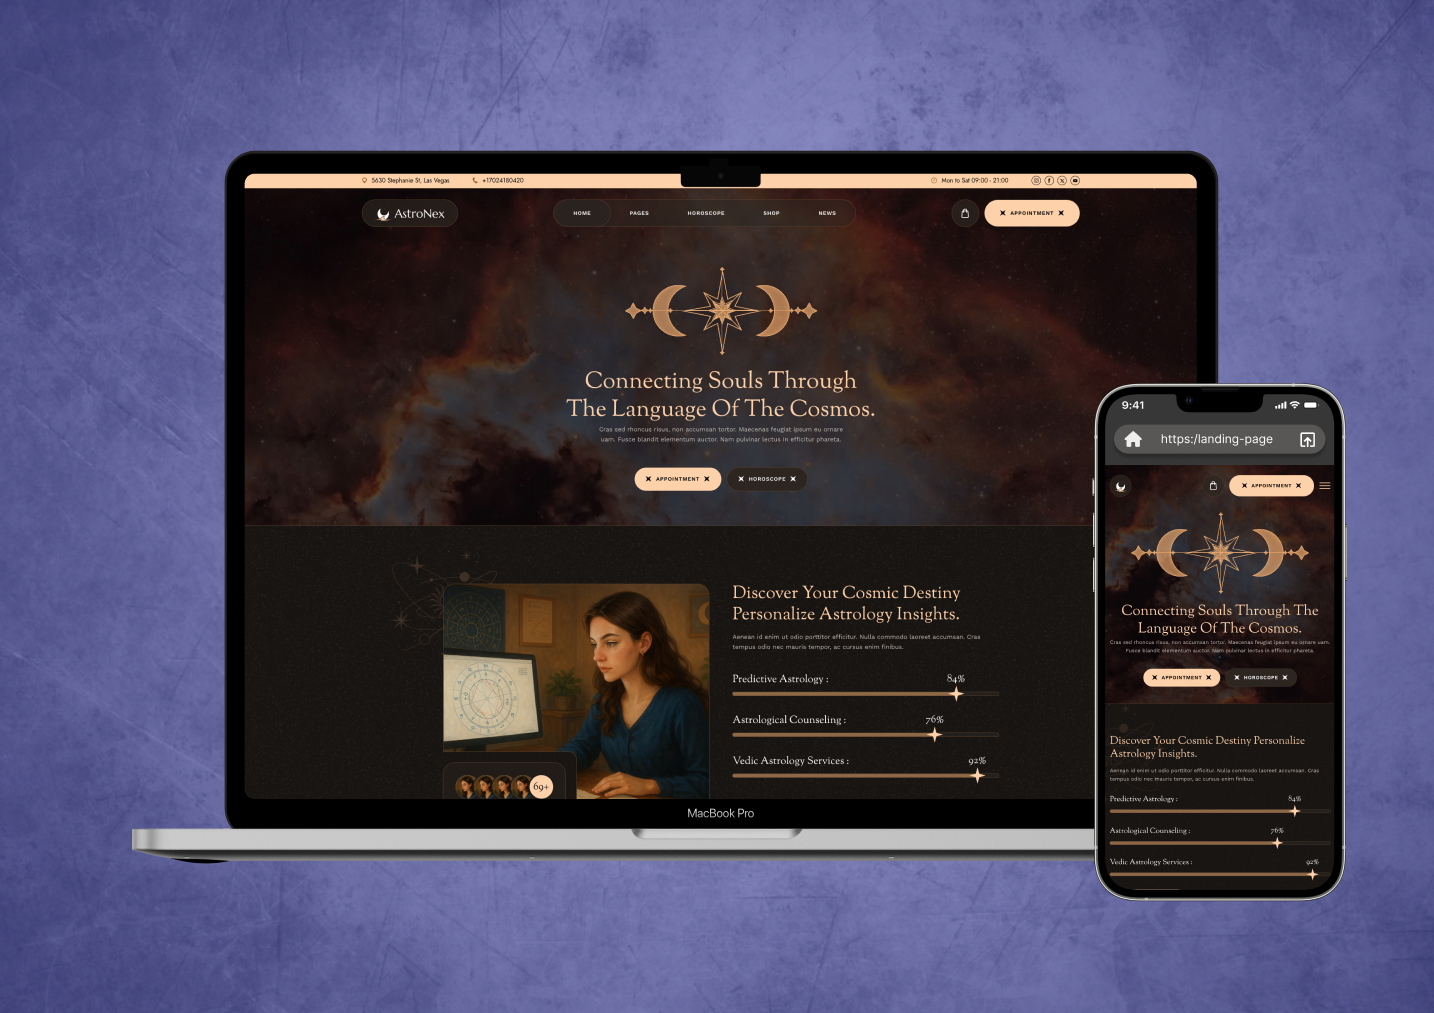 5630 Stephanie St, Las Vegas
+17024180420
Mon to Sat 09:00 - 21:00
AstroNex
HOME
PAGES
HOROSCOPE
SHOP
NEWS
APPOINTMENT
Connecting Souls Through
The Language Of The Cosmos.
Cras sed rhoncus risus, non accumsan tortor. Maecenas feugiat ipsum eu ornare
uam. Fusce blandit elementum auctor. Nam pulvinar lectus in efficitur phareta.
APPOINTMENT
HOROSCOPE
Discover Your Cosmic Destiny
Personalize Astrology Insights.
Aenean id enim ut odio porttitor efficitur. Nulla commodo laoreet accumsan. Cras
tempus odio nec mauris tempor, ac cursus enim finibus.
Predictive Astrology :
84%
Astrological Counseling :
76%
Vedic Astrology Services :
92%
69+
MacBook Pro
9:41
https:/landing-page
APPOINTMENT
Connecting Souls Through The
Language Of The Cosmos.
Cras sed rhoncus risus, non accumsan tortor. Maecenas feugiat ipsum eu ornare uam.
Fusce blandit elementum auctor. Nam pulvinar lectus in efficitur phareta.
APPOINTMENT
HOROSCOPE
Discover Your Cosmic Destiny Personalize
Astrology Insights.
Aenean id enim ut odio porttitor efficitur. Nulla commodo laoreet accumsan. Cras
tempus odio nec mauris tempor, ac cursus enim finibus.
Predictive Astrology :
84%
Astrological Counseling :
76%
Vedic Astrology Services :
92%